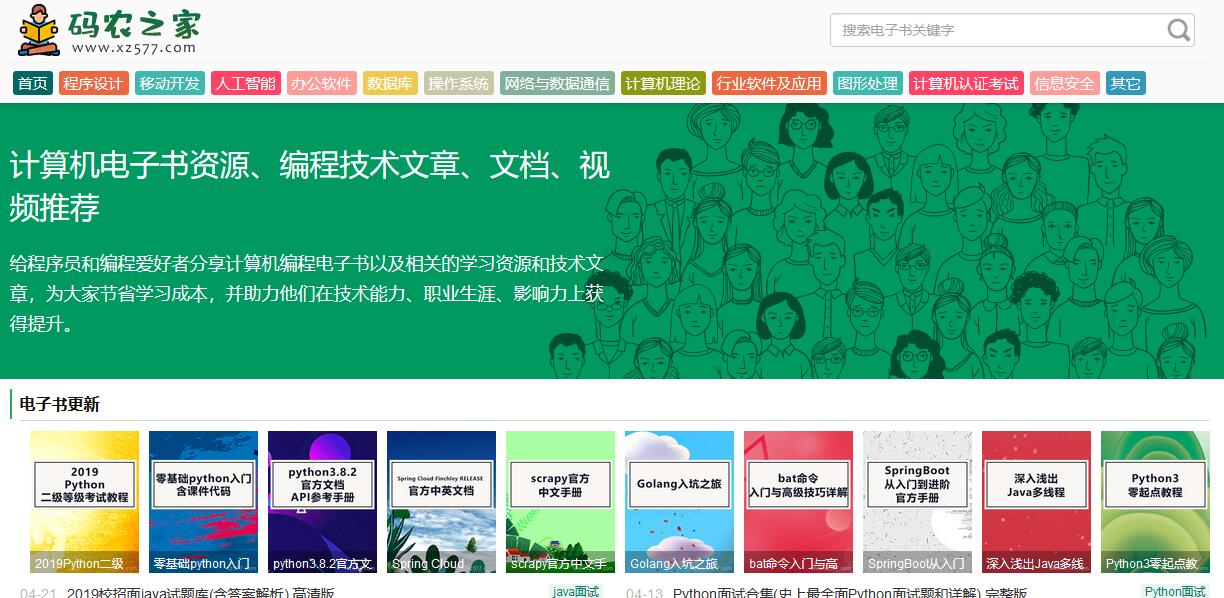 码农之家
www.xz577.com
搜索电子书关键字
首页 程序设计 移动开发 人工智能 办公软件 数据库 操作系统 网络与数据通信 计算机理论 行业软件及应用 图形处理 计算机认证考试 信息安全 其它
计算机电子书资源、编程技术文章、文档、视
频推荐
给程序员和编程爱好者分享计算机编程电子书以及相关的学习资源和技术文
章，为大家节省学习成本，并助力他们在技术能力、职业生涯、影响力上获
得提升。
电子书更新
2019
Python
二级等级考试教程
零基础python入门
含课件代码
python3.8.2
官方文档
API参考手册
Spring Cloud Finchley RELEASE
官方中英文档
scrapy官方
中文手册
Golang入坑之旅
bat命令
入门与高级技巧详解
SpringBoot
从入门到进阶
官方手册
深入浅出
Java多线程
Python3
零起点教程
2019Python二级
零基础python入门
python3.8.2官方文
Spring Cloud
scrapy官方中文手
Golang入坑之旅
bat命令入门与高
SpringBoot从入门
深入浅出Java多线
Python3零起点教
04-21 2019校招面java试题库(含答案解析) 高清版 java面试
04-13 Python面试合集(史上最全面Python面试题和详解) 完整版 Python面试